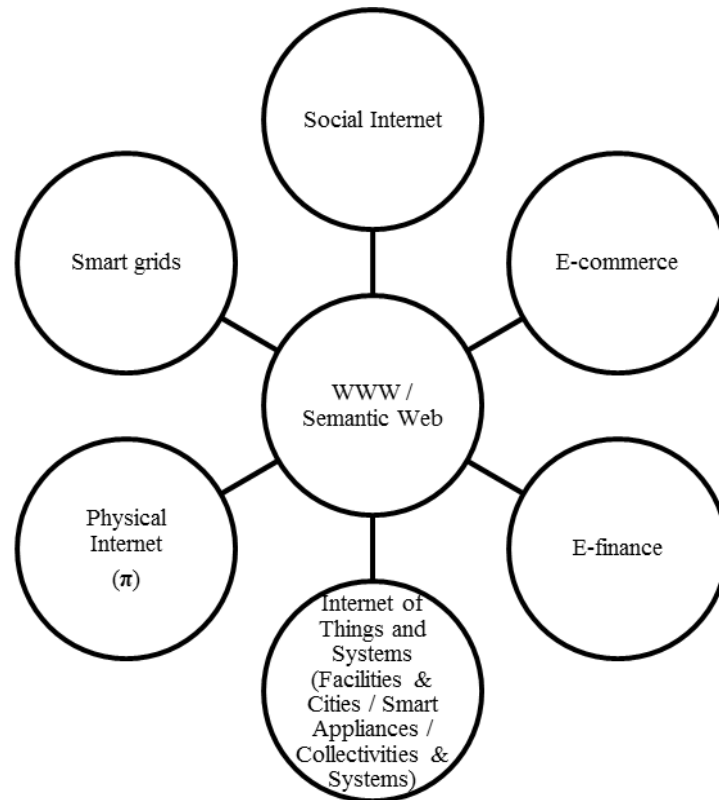 Social Internet
Smart grids
E-commerce
WWW /
Semantic Web
Physical
Internet
(π)
E-finance
Internet of
Things and
Systems
(Facilities &
Cities / Smart
Appliances /
Collectivities &
Systems)